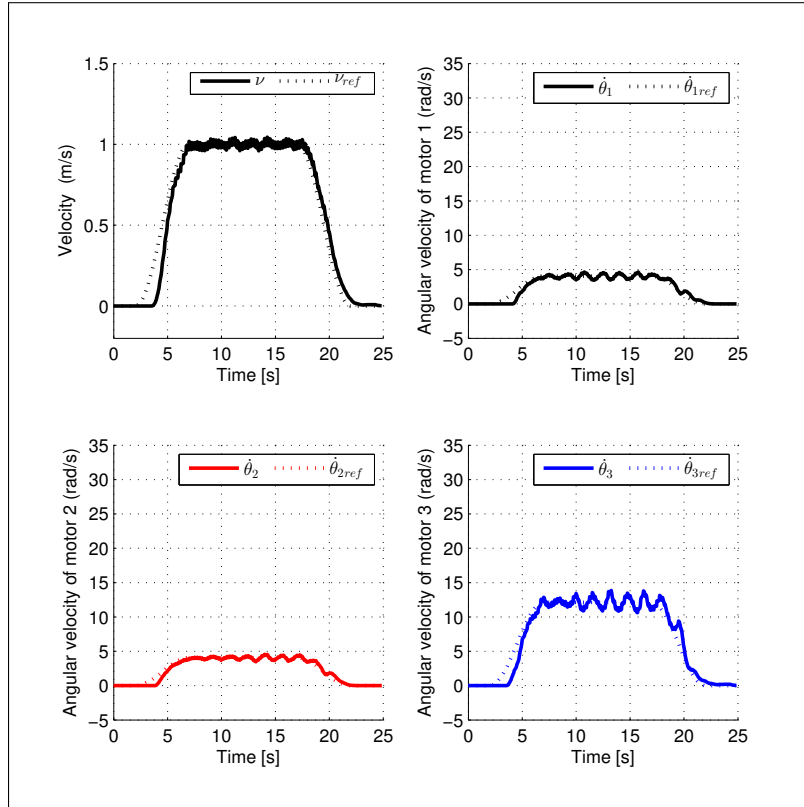 1.5
1
0.5
0
0 5 10 15 20 25
Velocity (m/s)
Time [s]
ν ν_ref
35
30
25
20
15
10
5
0
−5
0 5 10 15 20 25
Angular velocity of motor 1 (rad/s)
Time [s]
θ̇₁ θ̇_1ref
35
30
25
20
15
10
5
0
−5
0 5 10 15 20 25
Angular velocity of motor 2 (rad/s)
Time [s]
θ̇₂ θ̇_2ref
35
30
25
20
15
10
5
0
−5
0 5 10 15 20 25
Angular velocity of motor 3 (rad/s)
Time [s]
θ̇₃ θ̇_3ref